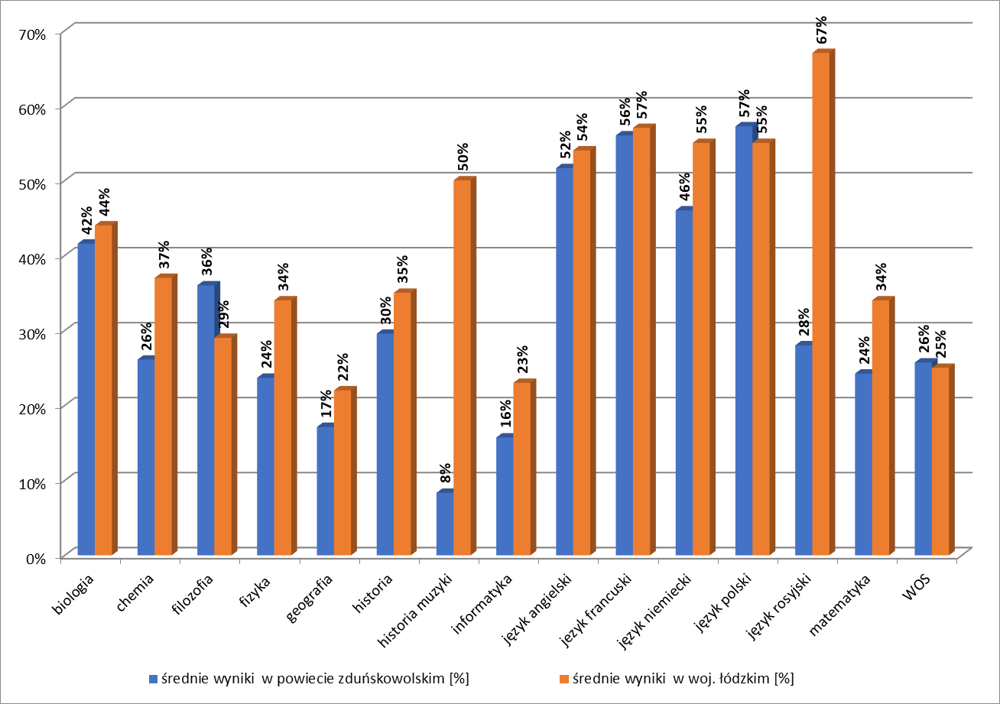 70%
60%
50%
40%
30%
20%
10%
0%
42%
44%
26%
37%
36%
29%
24%
34%
17%
22%
30%
35%
8%
50%
16%
23%
52%
54%
56%
57%
46%
55%
57%
55%
28%
67%
24%
34%
26%
25%
biologia
chemia
filozofia
fizyka
geografia
historia
historia muzyki
informatyka
język angielski
jezyk francuski
język niemiecki
język polski
język rosyjski
matematyka
WOS
średnie wyniki w powiecie zduńskowolskim [%]
średnie wyniki w woj. łódzkim [%]